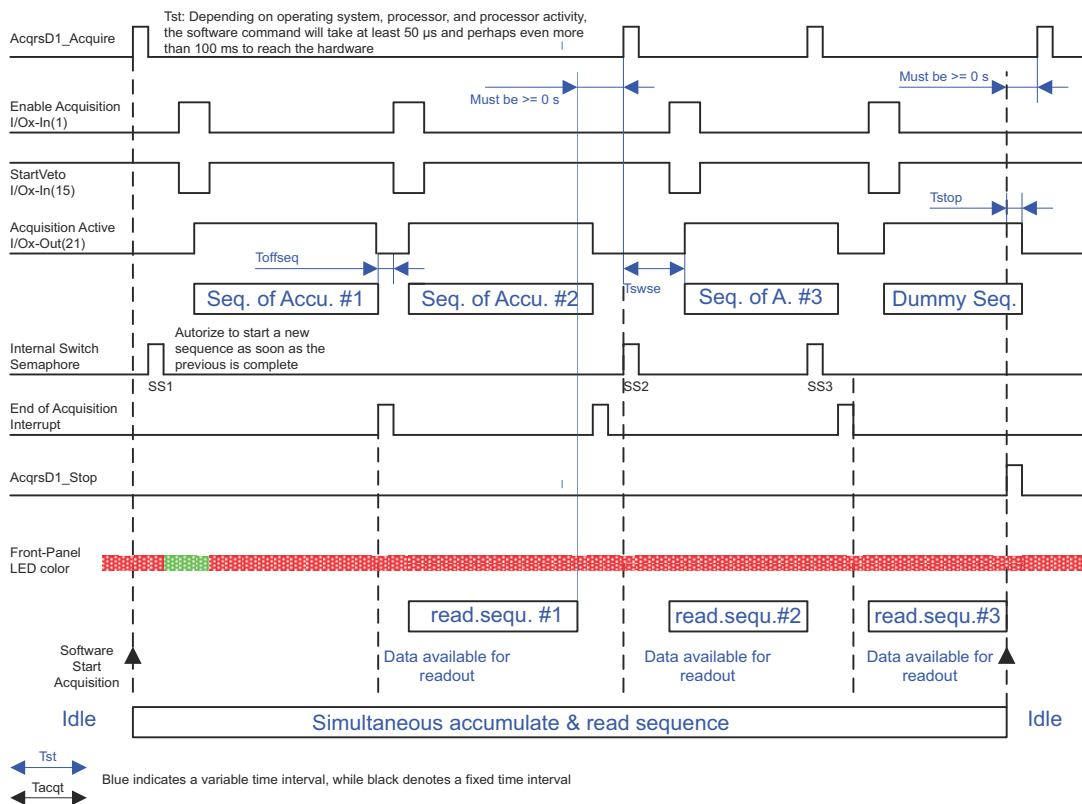 Tst: Depending on operating system, processor, and processor activity,
the software command will take at least 50 µs and perhaps even more
than 100 ms to reach the hardware
AcqrsD1_Acquire
Must be >= 0 s
Must be >= 0 s
Enable Acquisition
I/Ox-In(1)
StartVeto
I/Ox-In(15)
Tstop
Acquisition Active
I/Ox-Out(21)
Toffseq
Tswse
Seq. of Accu. #1
Seq. of Accu. #2
Seq. of A. #3
Dummy Seq.
Autorize to start a new
sequence as soon as the
previous is complete
Internal Switch
Semaphore
SS1
SS2
SS3
End of Acquisition
Interrupt
AcqrsD1_Stop
Front-Panel
LED color
read.sequ. #1
read.sequ.#2
read.sequ.#3
Software
Start
Acquisition
Data available for
readout
Data available for
readout
Data available for
readout
Idle
Simultaneous accumulate & read sequence
Idle
Tst
Tacqt
Blue indicates a variable time interval, while black denotes a fixed time interval